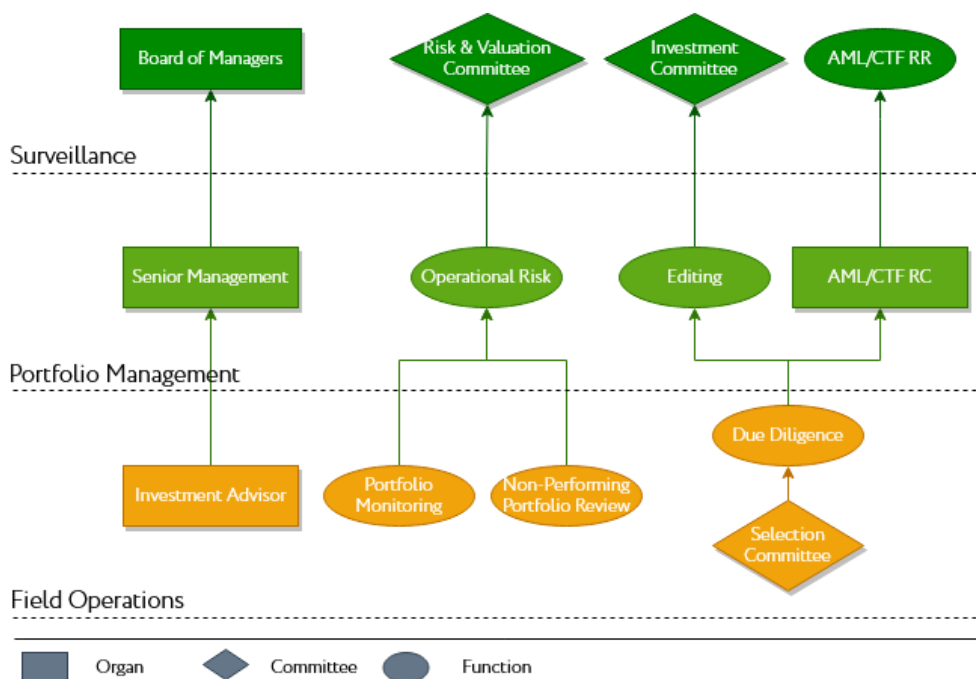 Board of Managers
Risk & Valuation
Committee
Investment
Committee
AML/CTF RR
Surveillance
Senior Management
Operational Risk
Editing
AML/CTF RC
Portfolio Management
Due Diligence
Investment Advisor
Portfolio
Monitoring
Non-Performing
Portfolio Review
Selection
Committee
Field Operations
Organ
Committee
Function